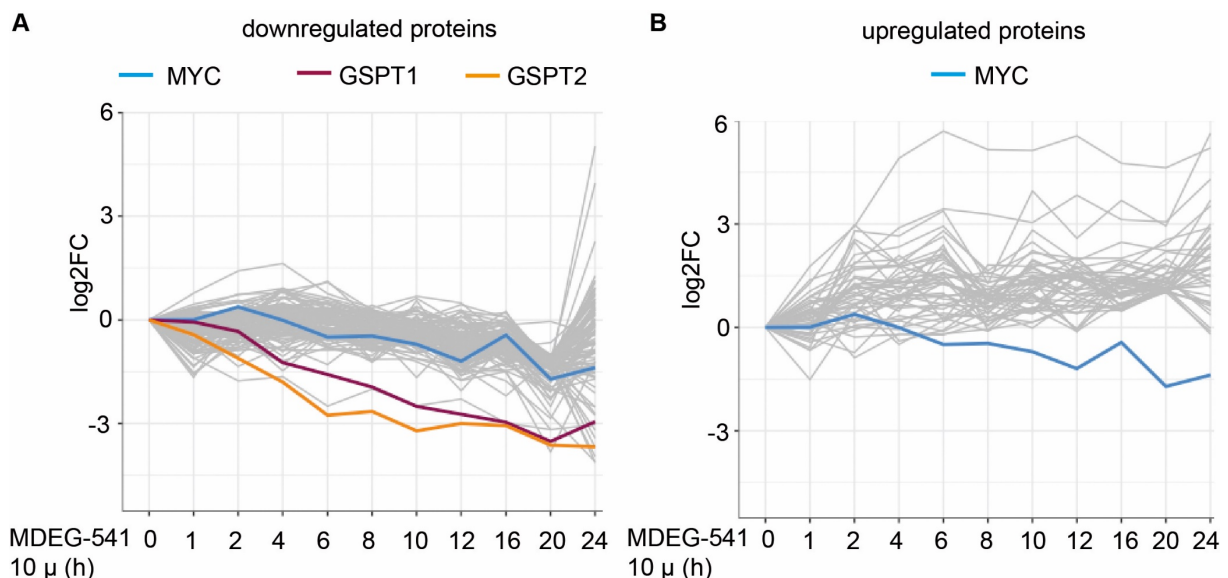 A
downregulated proteins
MYC GSPT1 GSPT2
6
3
0
-3
log2FC
MDEG-541 0 1 2 4 6 8 10 12 16 20 24
10 µ (h)
B
upregulated proteins
MYC
6
3
0
-3
log2FC
MDEG-541 0 1 2 4 6 8 10 12 16 20 24
10 µ (h)